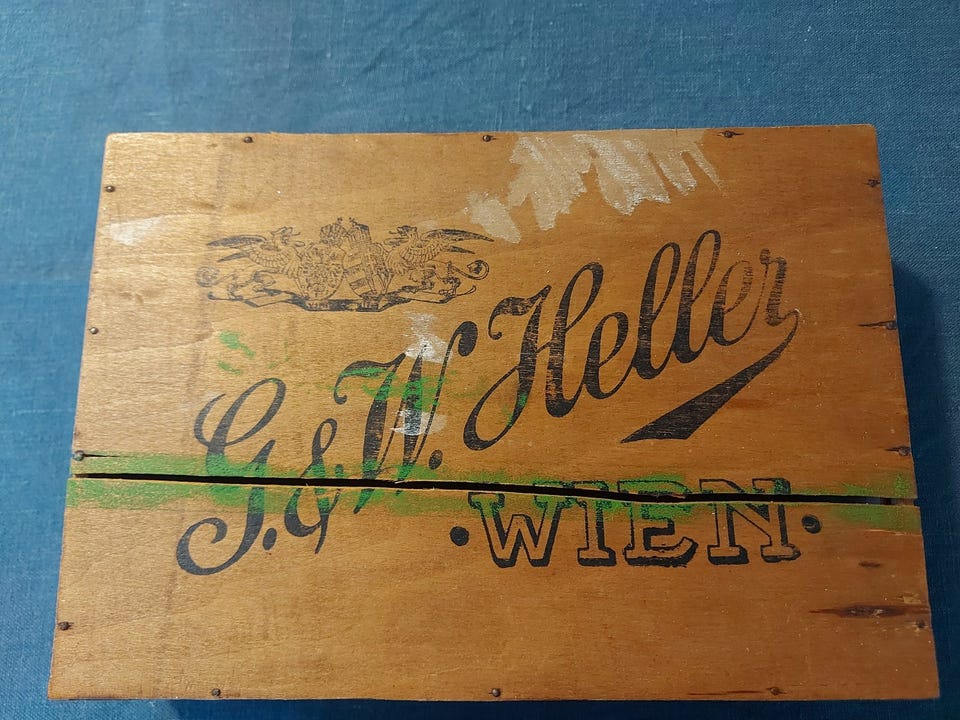 G. & W. Heller
· WIEN ·